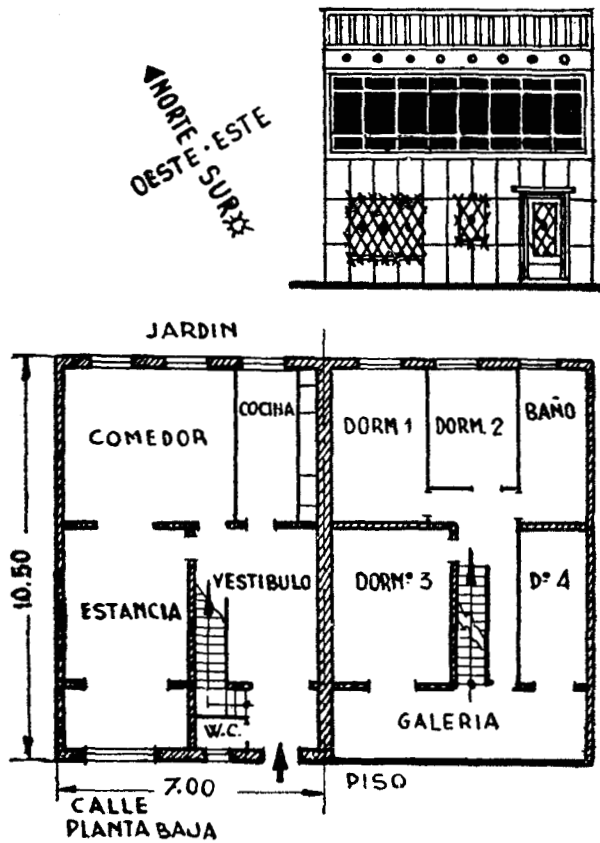 NORTE
OESTE·ESTE
SUR
JARDIN
COMEDOR
COCINA
DORM 1
DORM. 2
BAÑO
10.50
ESTANCIA
VESTIBULO
DORMº 3
Dº 4
W.C.
GALERIA
7.00
PISO
CALLE
PLANTA BAJA